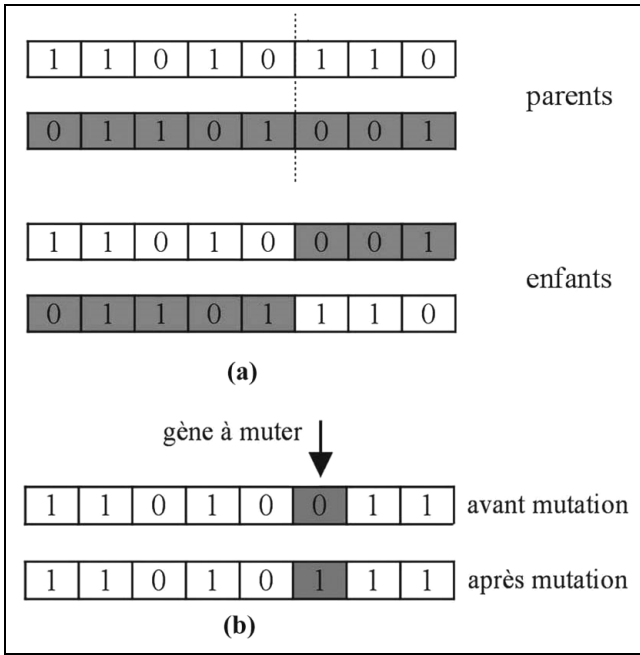 1 1 0 1 0 1 1 0
parents
0 1 1 0 1 0 0 1
1 1 0 1 0 0 0 1
enfants
0 1 1 0 1 1 1 0
(a)
gène à muter
1 1 0 1 0 0 1 1 avant mutation
1 1 0 1 0 1 1 1 après mutation
(b)